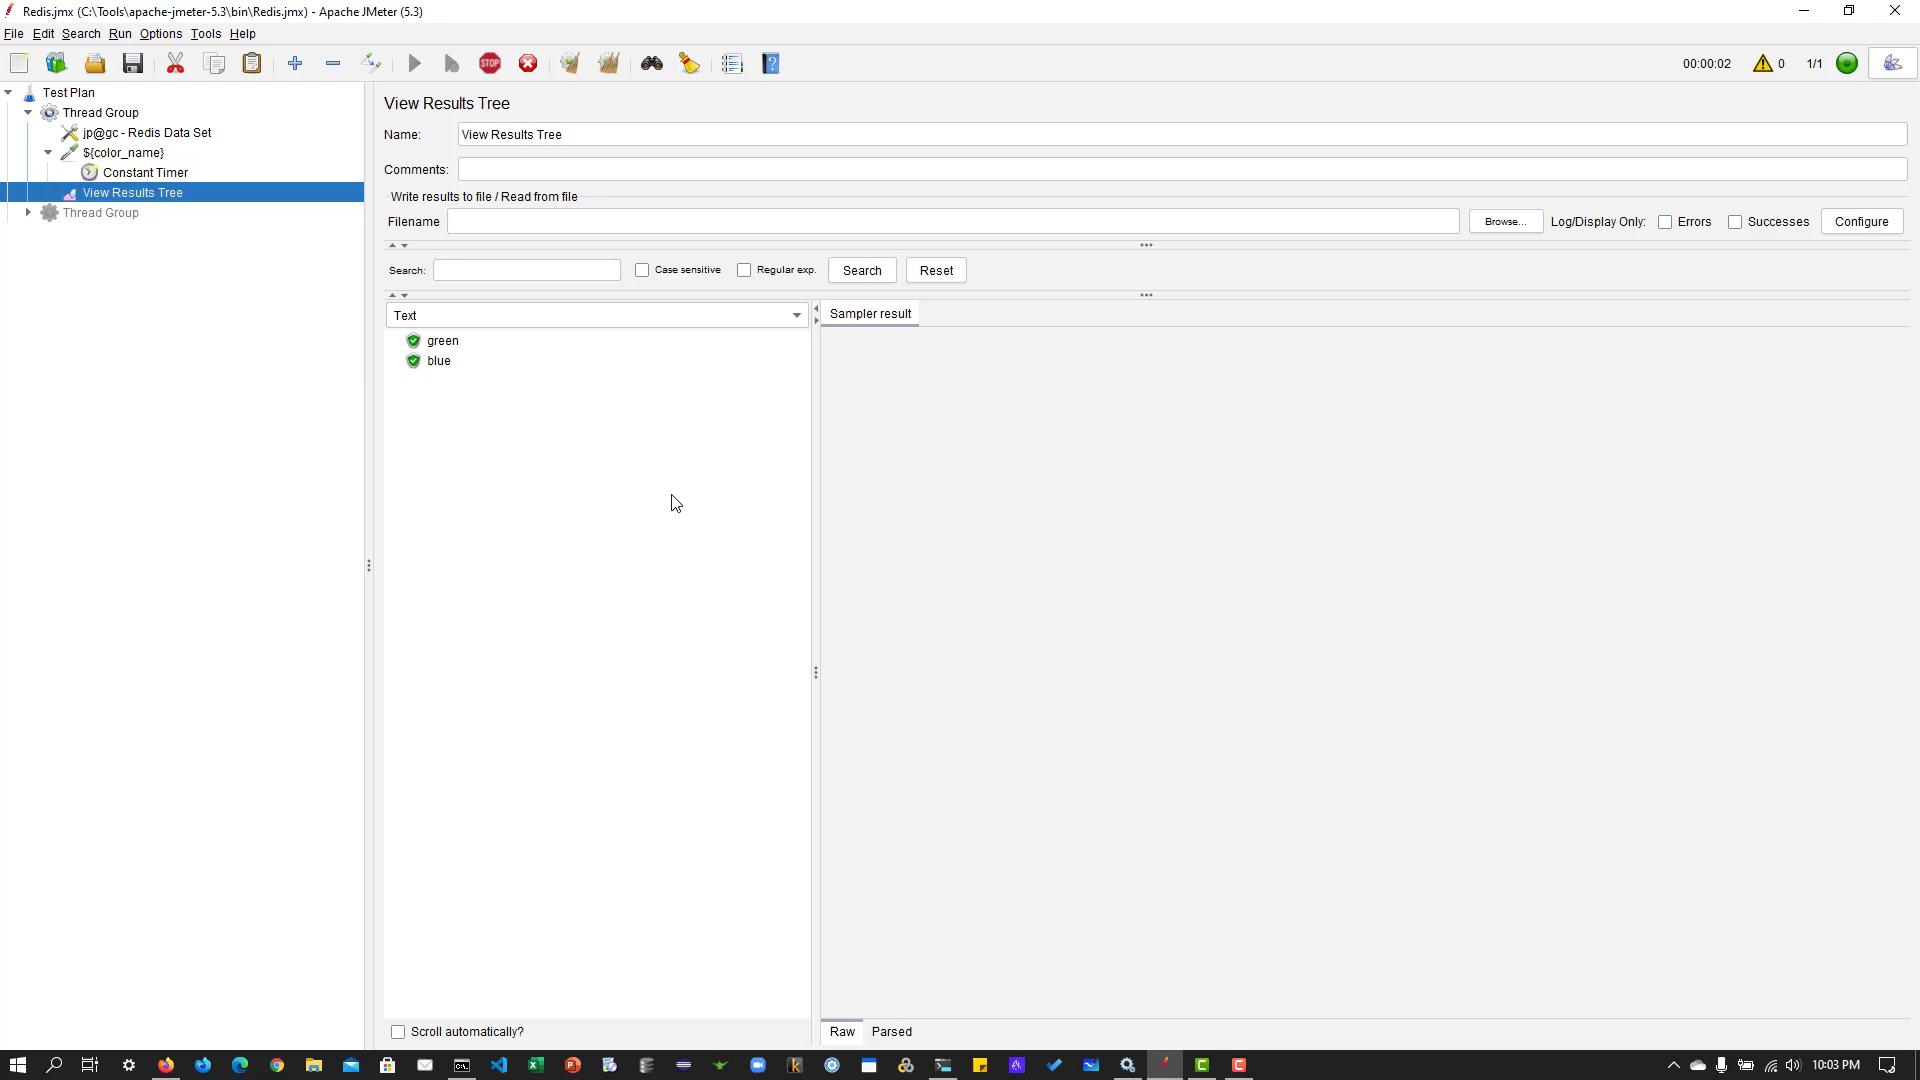 Redis.jmx (C:\Tools\apache-jmeter-5.3\bin\Redis.jmx) - Apache JMeter (5.3)
File Edit Search Run Options Tools Help
STOP
00:00:02 0 1/1
Test Plan
Thread Group
jp@gc - Redis Data Set
${color_name}
Constant Timer
View Results Tree
Thread Group
View Results Tree
Name: View Results Tree
Comments:
Write results to file / Read from file
Filename Browse... Log/Display Only: Errors Successes Configure
Search: Case sensitive Regular exp. Search Reset
Text
Sampler result
green
blue
Scroll automatically?
Raw Parsed
10:03 PM